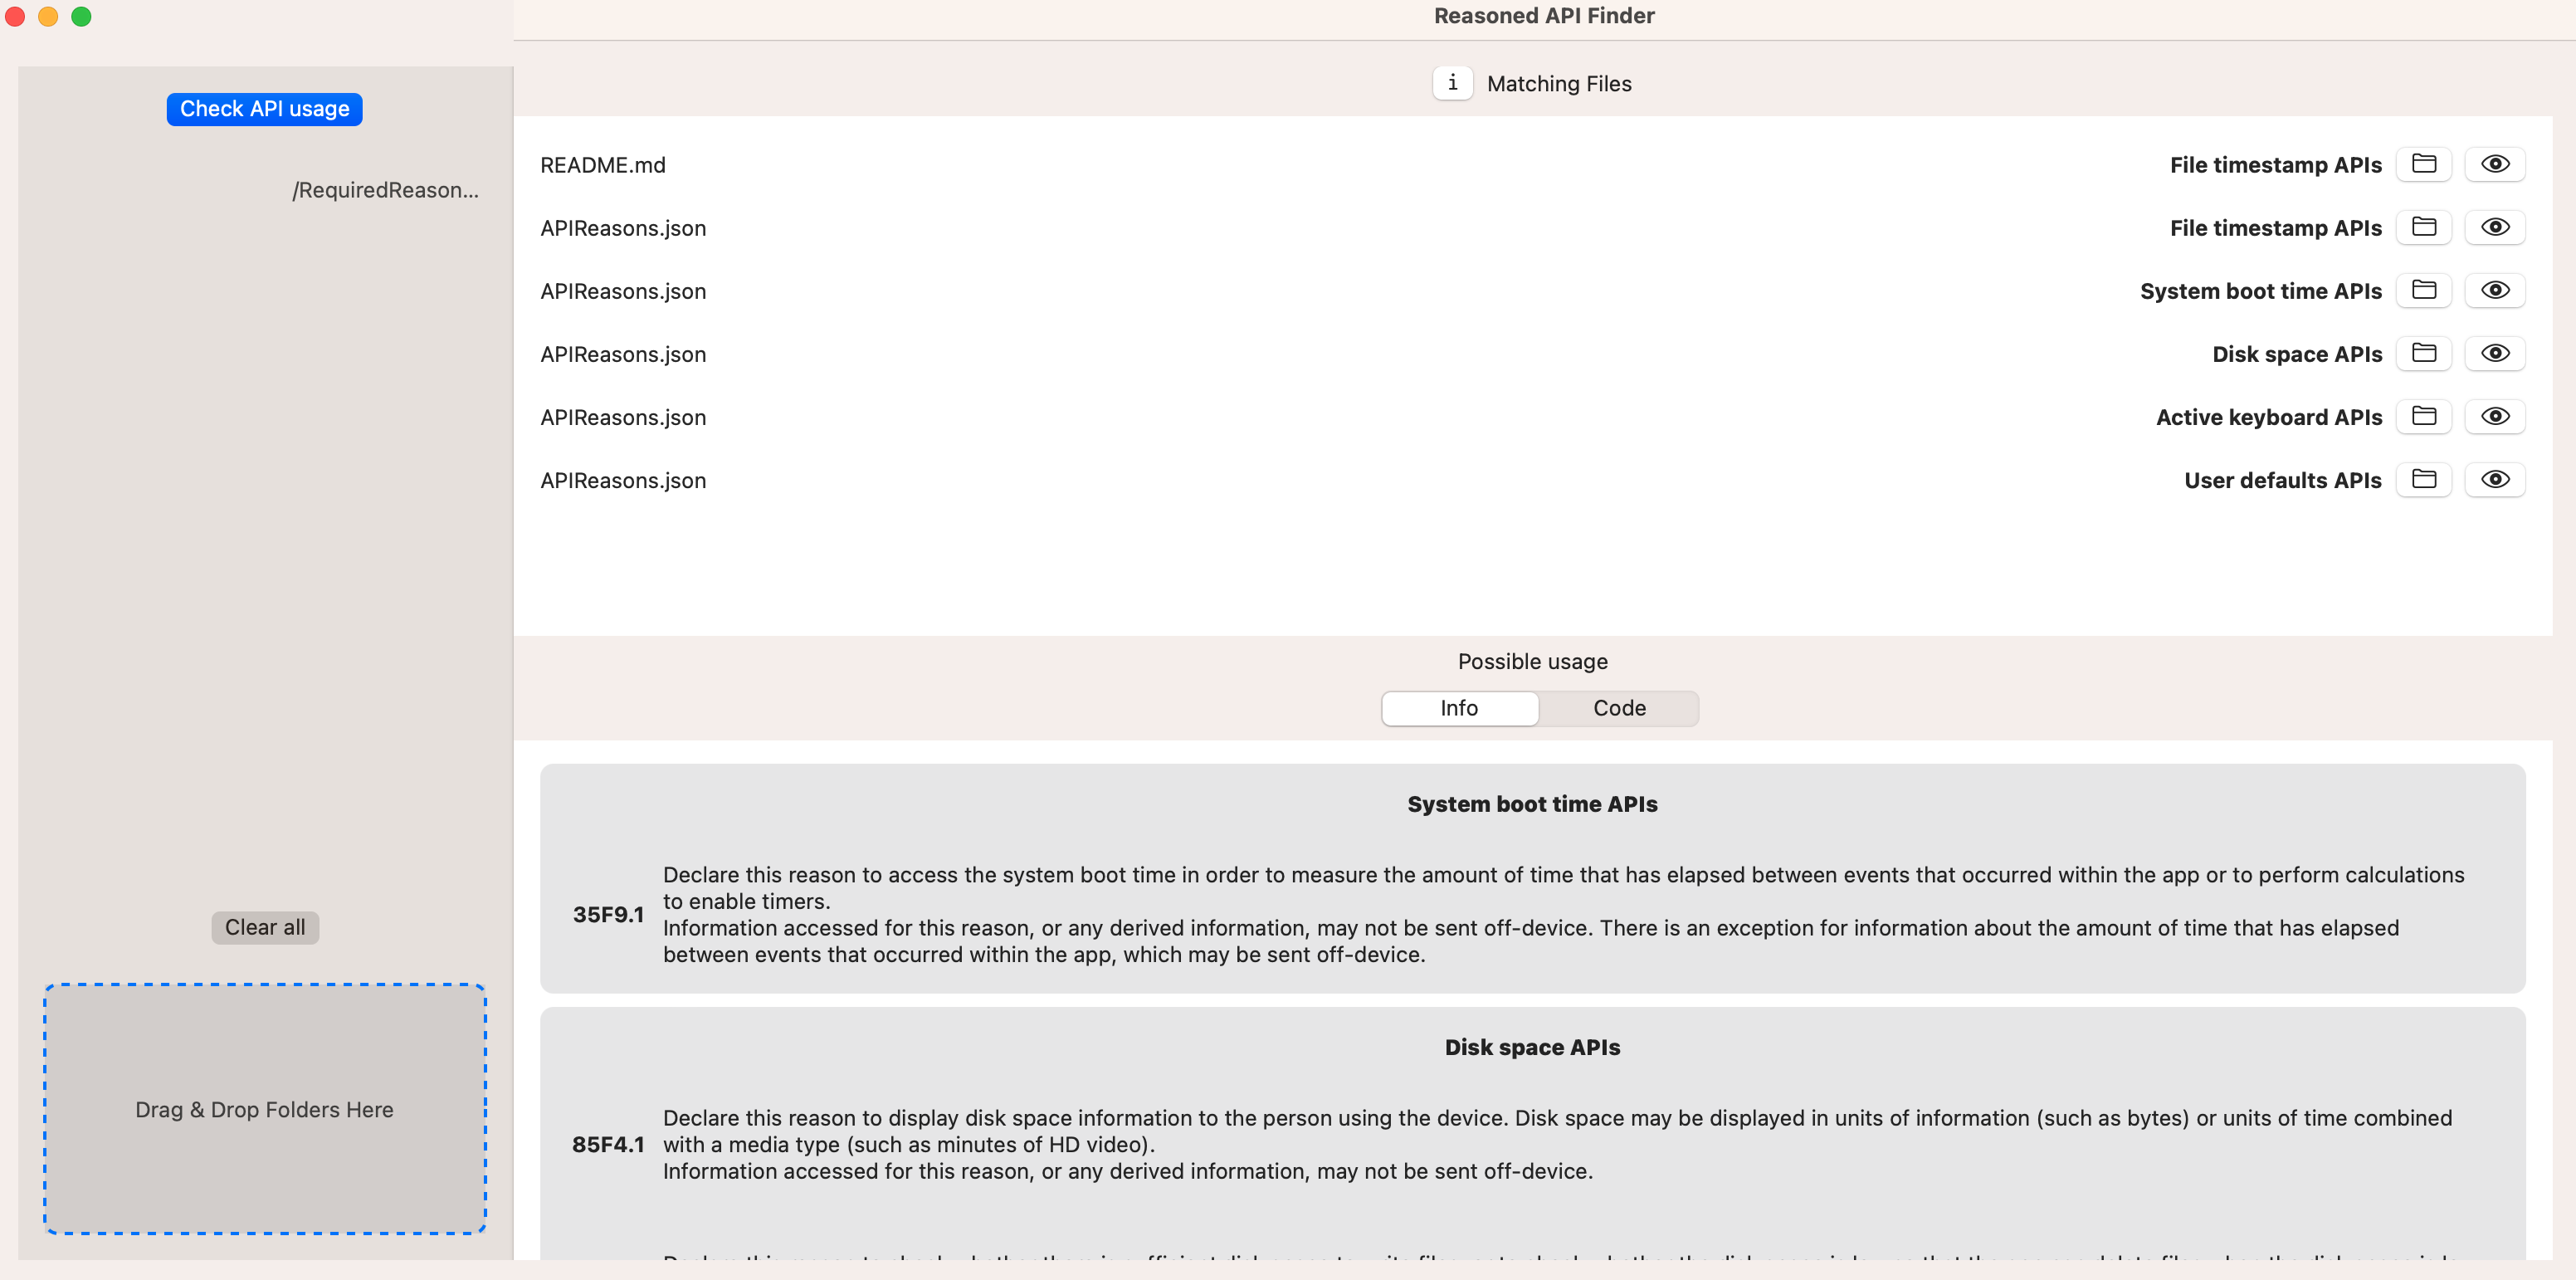 Reasoned API Finder
Check API usage
/RequiredReason...
Clear all
Drag & Drop Folders Here
i Matching Files
README.md File timestamp APIs
APIReasons.json File timestamp APIs
APIReasons.json System boot time APIs
APIReasons.json Disk space APIs
APIReasons.json Active keyboard APIs
APIReasons.json User defaults APIs
Possible usage
Info Code
System boot time APIs
35F9.1
Declare this reason to access the system boot time in order to measure the amount of time that has elapsed between events that occurred within the app or to perform calculations
to enable timers.
Information accessed for this reason, or any derived information, may not be sent off-device. There is an exception for information about the amount of time that has elapsed
between events that occurred within the app, which may be sent off-device.
Disk space APIs
85F4.1
Declare this reason to display disk space information to the person using the device. Disk space may be displayed in units of information (such as bytes) or units of time combined
with a media type (such as minutes of HD video).
Information accessed for this reason, or any derived information, may not be sent off-device.